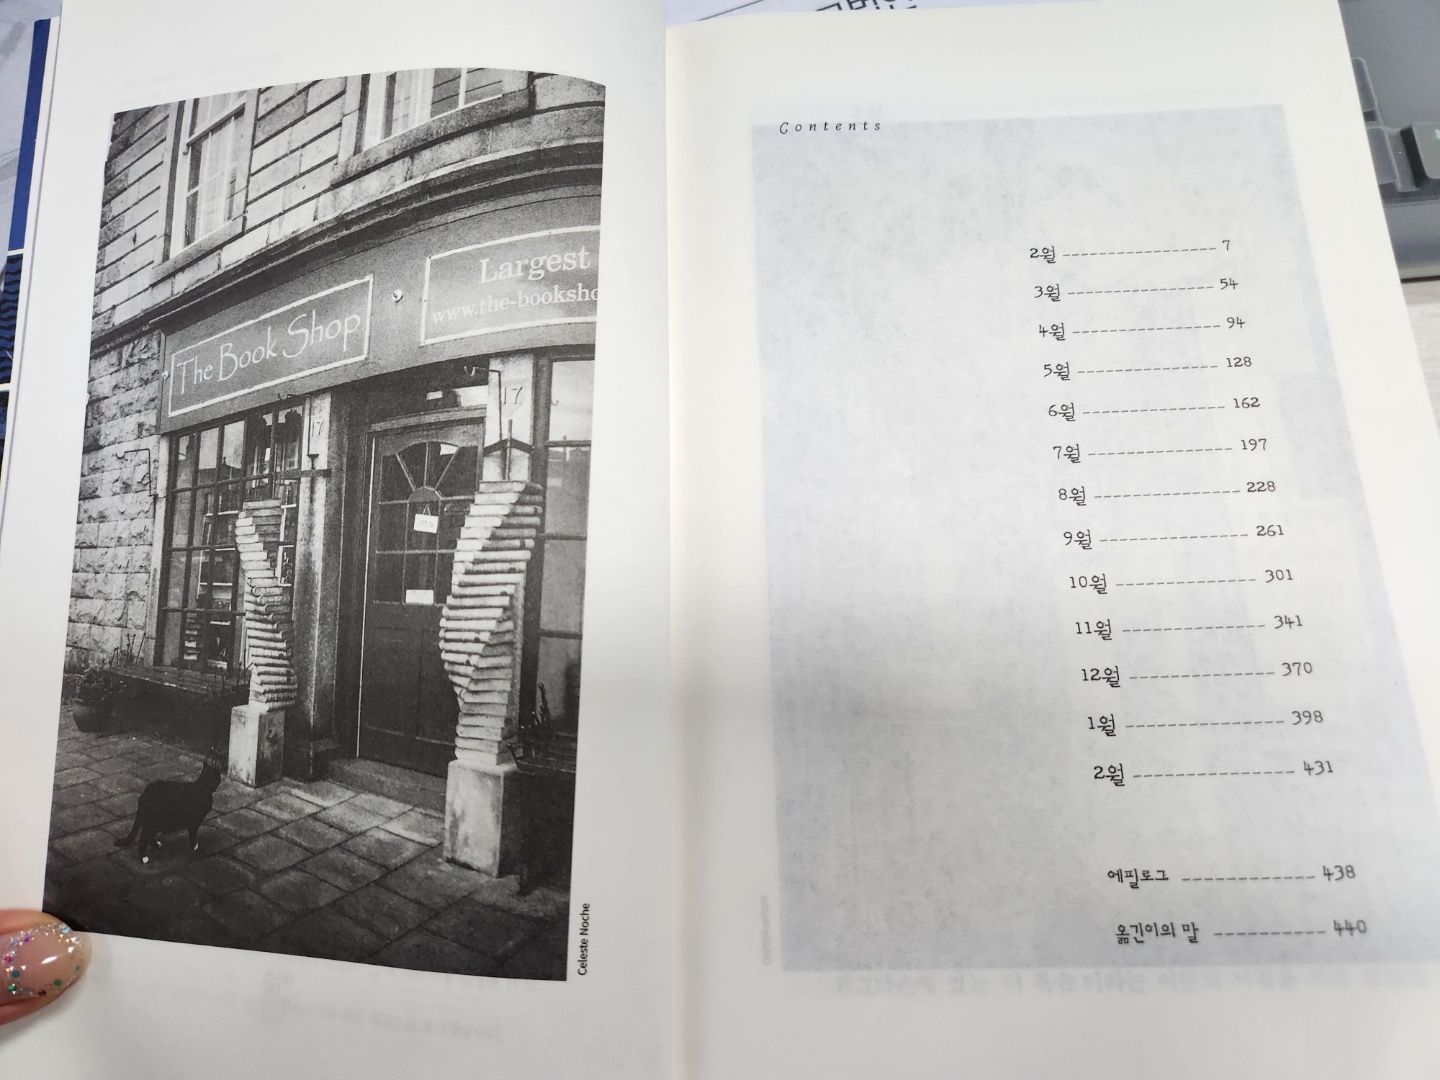 The Book Shop
Largest
www.the-booksho
17
17
Celeste Noche
Contents
2월 ---------------- 7
3월 ---------------- 54
4월 ---------------- 94
5월 ---------------- 128
6월 ---------------- 162
7월 ---------------- 197
8월 ---------------- 228
9월 ---------------- 261
10월 ---------------- 301
11월 ---------------- 341
12월 ---------------- 370
1월 ---------------- 398
2월 ---------------- 431
에필로그 ------------- 438
옮긴이의 말 ----------- 440